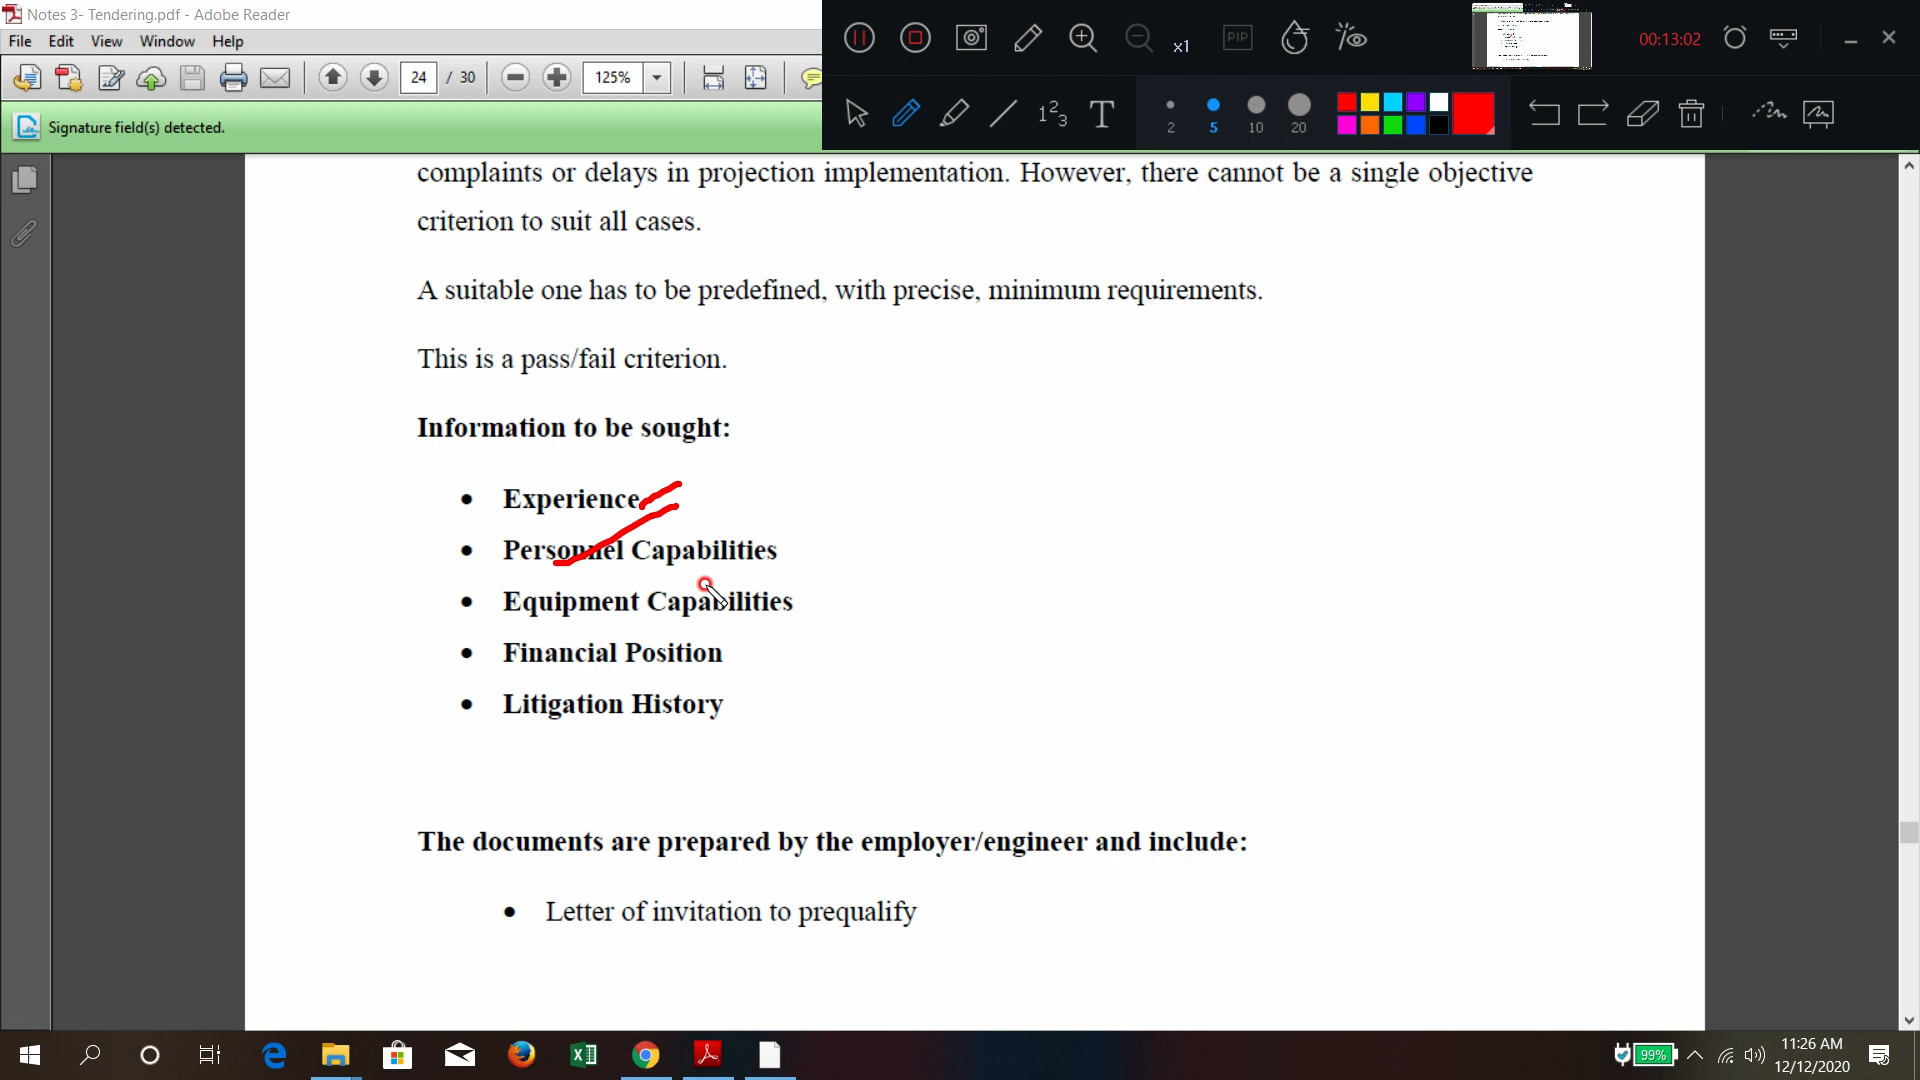 Notes 3- Tendering.pdf - Adobe Reader
File Edit View Window Help
x1
PIP
00:13:02
24 / 30
125%
2 5 10 20
1 2 3
T
Signature field(s) detected.
complaints or delays in projection implementation. However, there cannot be a single objective
criterion to suit all cases.
A suitable one has to be predefined, with precise, minimum requirements.
This is a pass/fail criterion.
Information to be sought:
• Experience
• Personnel Capabilities
• Equipment Capabilities
• Financial Position
• Litigation History
The documents are prepared by the employer/engineer and include:
• Letter of invitation to prequalify
99%
11:26 AM
12/12/2020